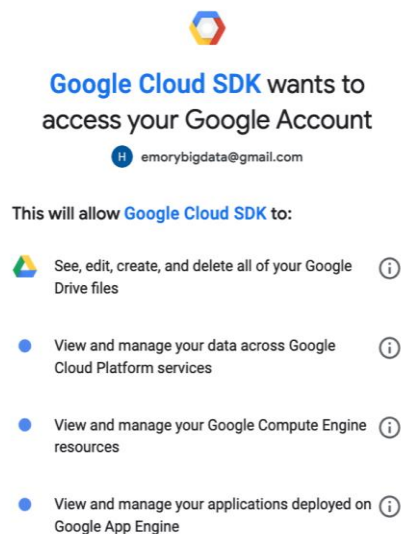 Google Cloud SDK wants to
access your Google Account
H emorybigdata@gmail.com
This will allow Google Cloud SDK to:
See, edit, create, and delete all of your Google
Drive files
View and manage your data across Google
Cloud Platform services
View and manage your Google Compute Engine
resources
View and manage your applications deployed on
Google App Engine